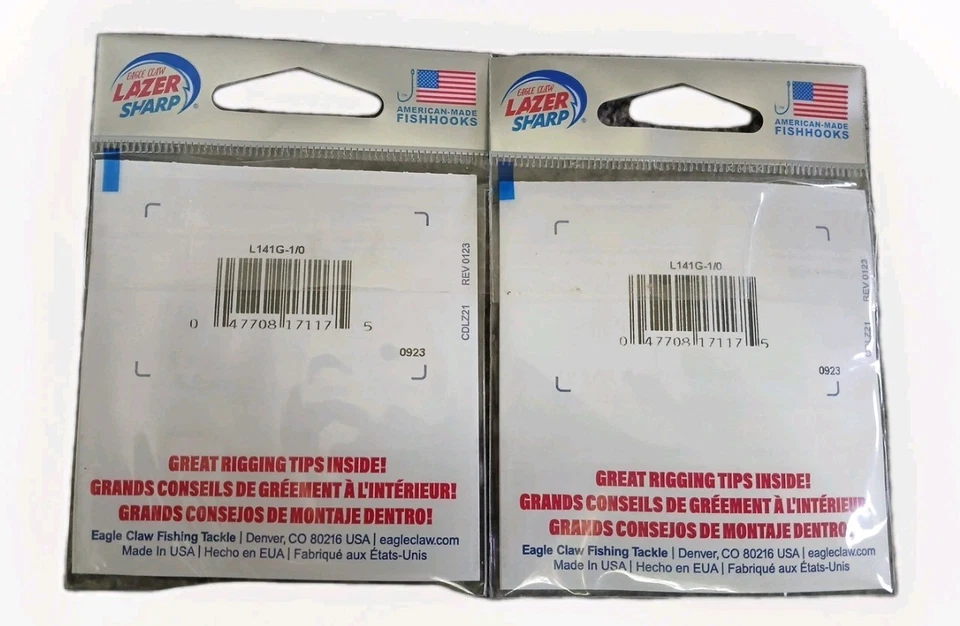 EAGLE CLAW
LAZER
SHARP
AMERICAN-MADE
FISHHOOKS
L141G-1/0
0 47708 17117 5
0923
CDLZ21 REV 0123
GREAT RIGGING TIPS INSIDE!
GRANDS CONSEILS DE GRÉEMENT À L'INTÉRIEUR!
GRANDS CONSEJOS DE MONTAJE DENTRO!
Eagle Claw Fishing Tackle | Denver, CO 80216 USA | eagleclaw.com
Made In USA | Hecho en EUA | Fabriqué aux États-Unis
EAGLE CLAW
LAZER
SHARP
AMERICAN-MADE
FISHHOOKS
L141G-1/0
0 47708 17117 5
0923
REV 0123
GREAT RIGGING TIPS INSIDE!
GRANDS CONSEILS DE GRÉEMENT À
GRANDS CONSEJOS DE MONTAJE DENTRO
Eagle Claw Fishing Tackle | Denver, CO 80216 USA | eagleclaw.com
Made In USA | Hecho en EUA | Fabriqué aux États-Unis